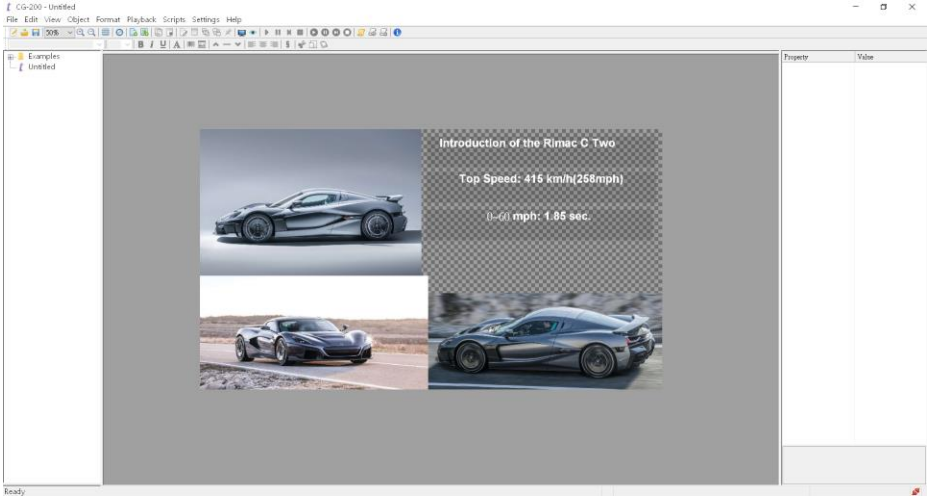 CG-200 - Untitled
File Edit View Object Format Playback Scripts Settings Help
50%
B I U A
Examples
Untitled
Property Value
Introduction of the Rimac C Two
Top Speed: 415 km/h(258mph)
0~60 mph: 1.85 sec.
Ready